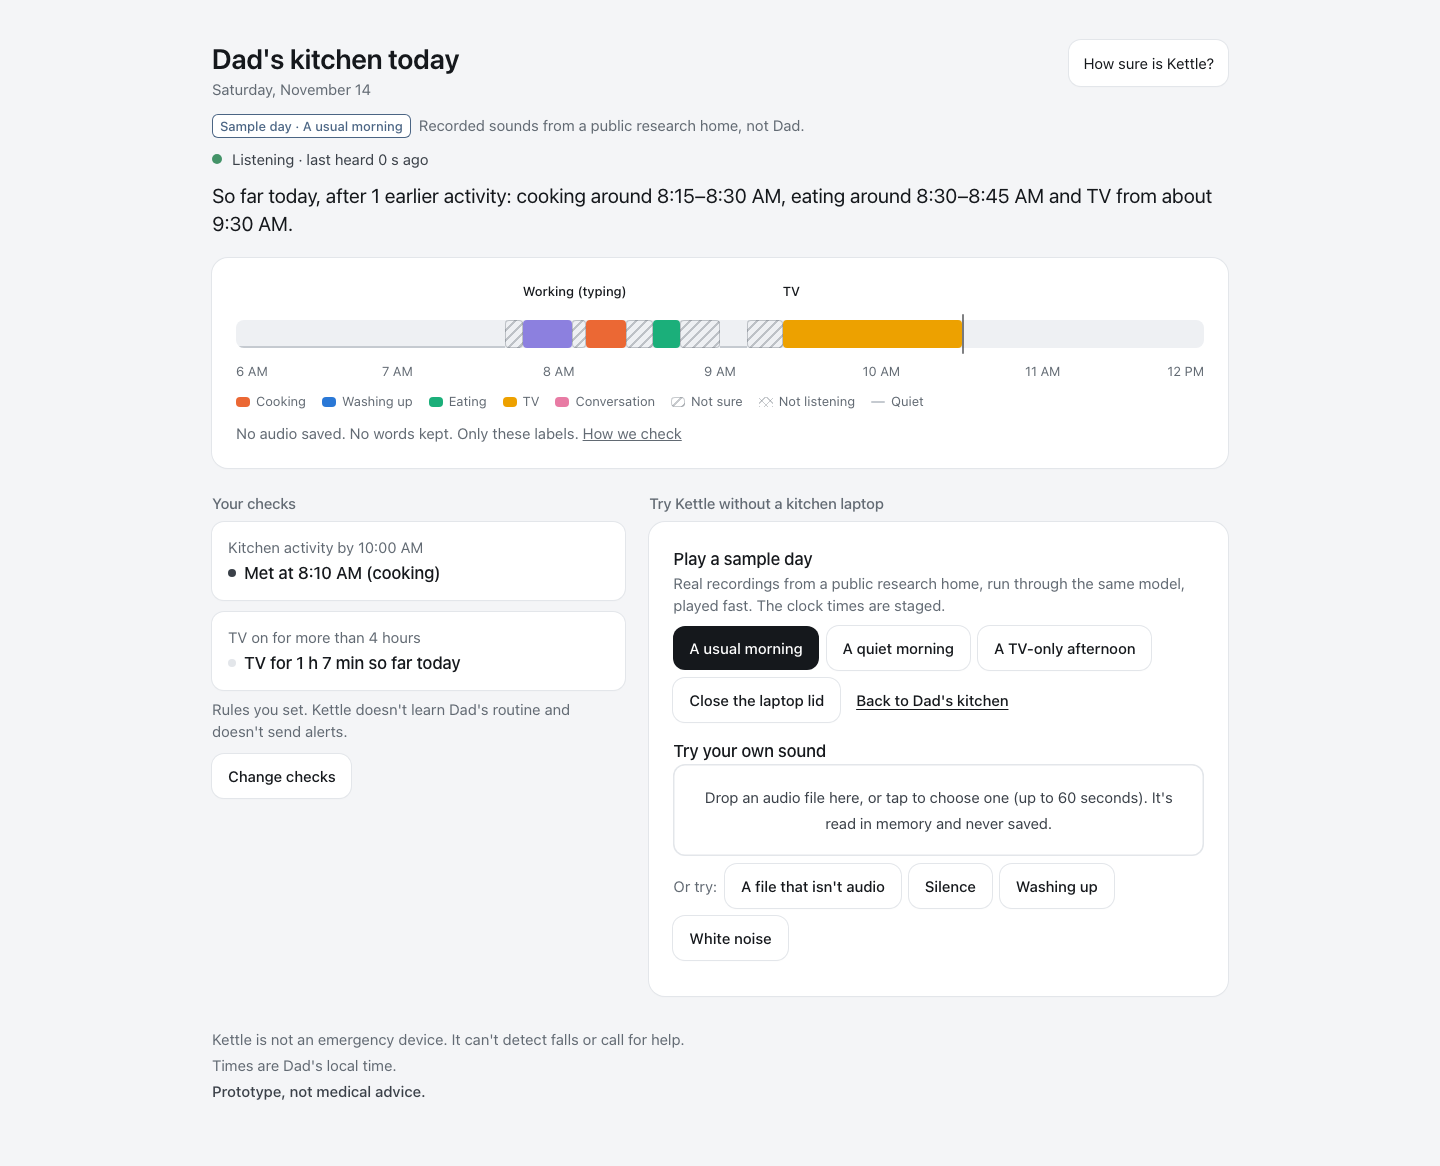 Dad's kitchen today
How sure is Kettle?
Saturday, November 14
Sample day · A usual morning
Recorded sounds from a public research home, not Dad.
Listening · last heard 0 s ago
So far today, after 1 earlier activity: cooking around 8:15–8:30 AM, eating around 8:30–8:45 AM and TV from about
9:30 AM.
Working (typing)
TV
6 AM
7 AM
8 AM
9 AM
10 AM
11 AM
12 PM
Cooking
Washing up
Eating
TV
Conversation
Not sure
Not listening
Quiet
No audio saved. No words kept. Only these labels. How we check
Your checks
Kitchen activity by 10:00 AM
Met at 8:10 AM (cooking)
TV on for more than 4 hours
TV for 1 h 7 min so far today
Rules you set. Kettle doesn't learn Dad's routine and
doesn't send alerts.
Change checks
Try Kettle without a kitchen laptop
Play a sample day
Real recordings from a public research home, run through the same model,
played fast. The clock times are staged.
A usual morning
A quiet morning
A TV-only afternoon
Close the laptop lid
Back to Dad's kitchen
Try your own sound
Drop an audio file here, or tap to choose one (up to 60 seconds). It's
read in memory and never saved.
Or try:
A file that isn't audio
Silence
Washing up
White noise
Kettle is not an emergency device. It can't detect falls or call for help.
Times are Dad's local time.
Prototype, not medical advice.